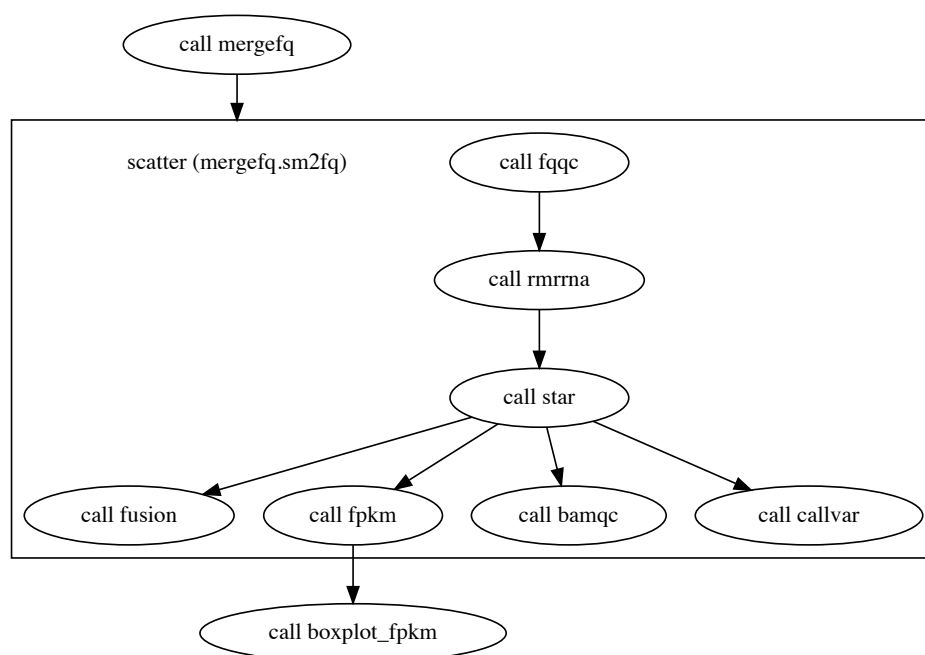 call mergefq
scatter (mergefq.sm2fq)
call fqqc
call rmrrna
call star
call fusion
call fpkm
call bamqc
call callvar
call boxplot_fpkm